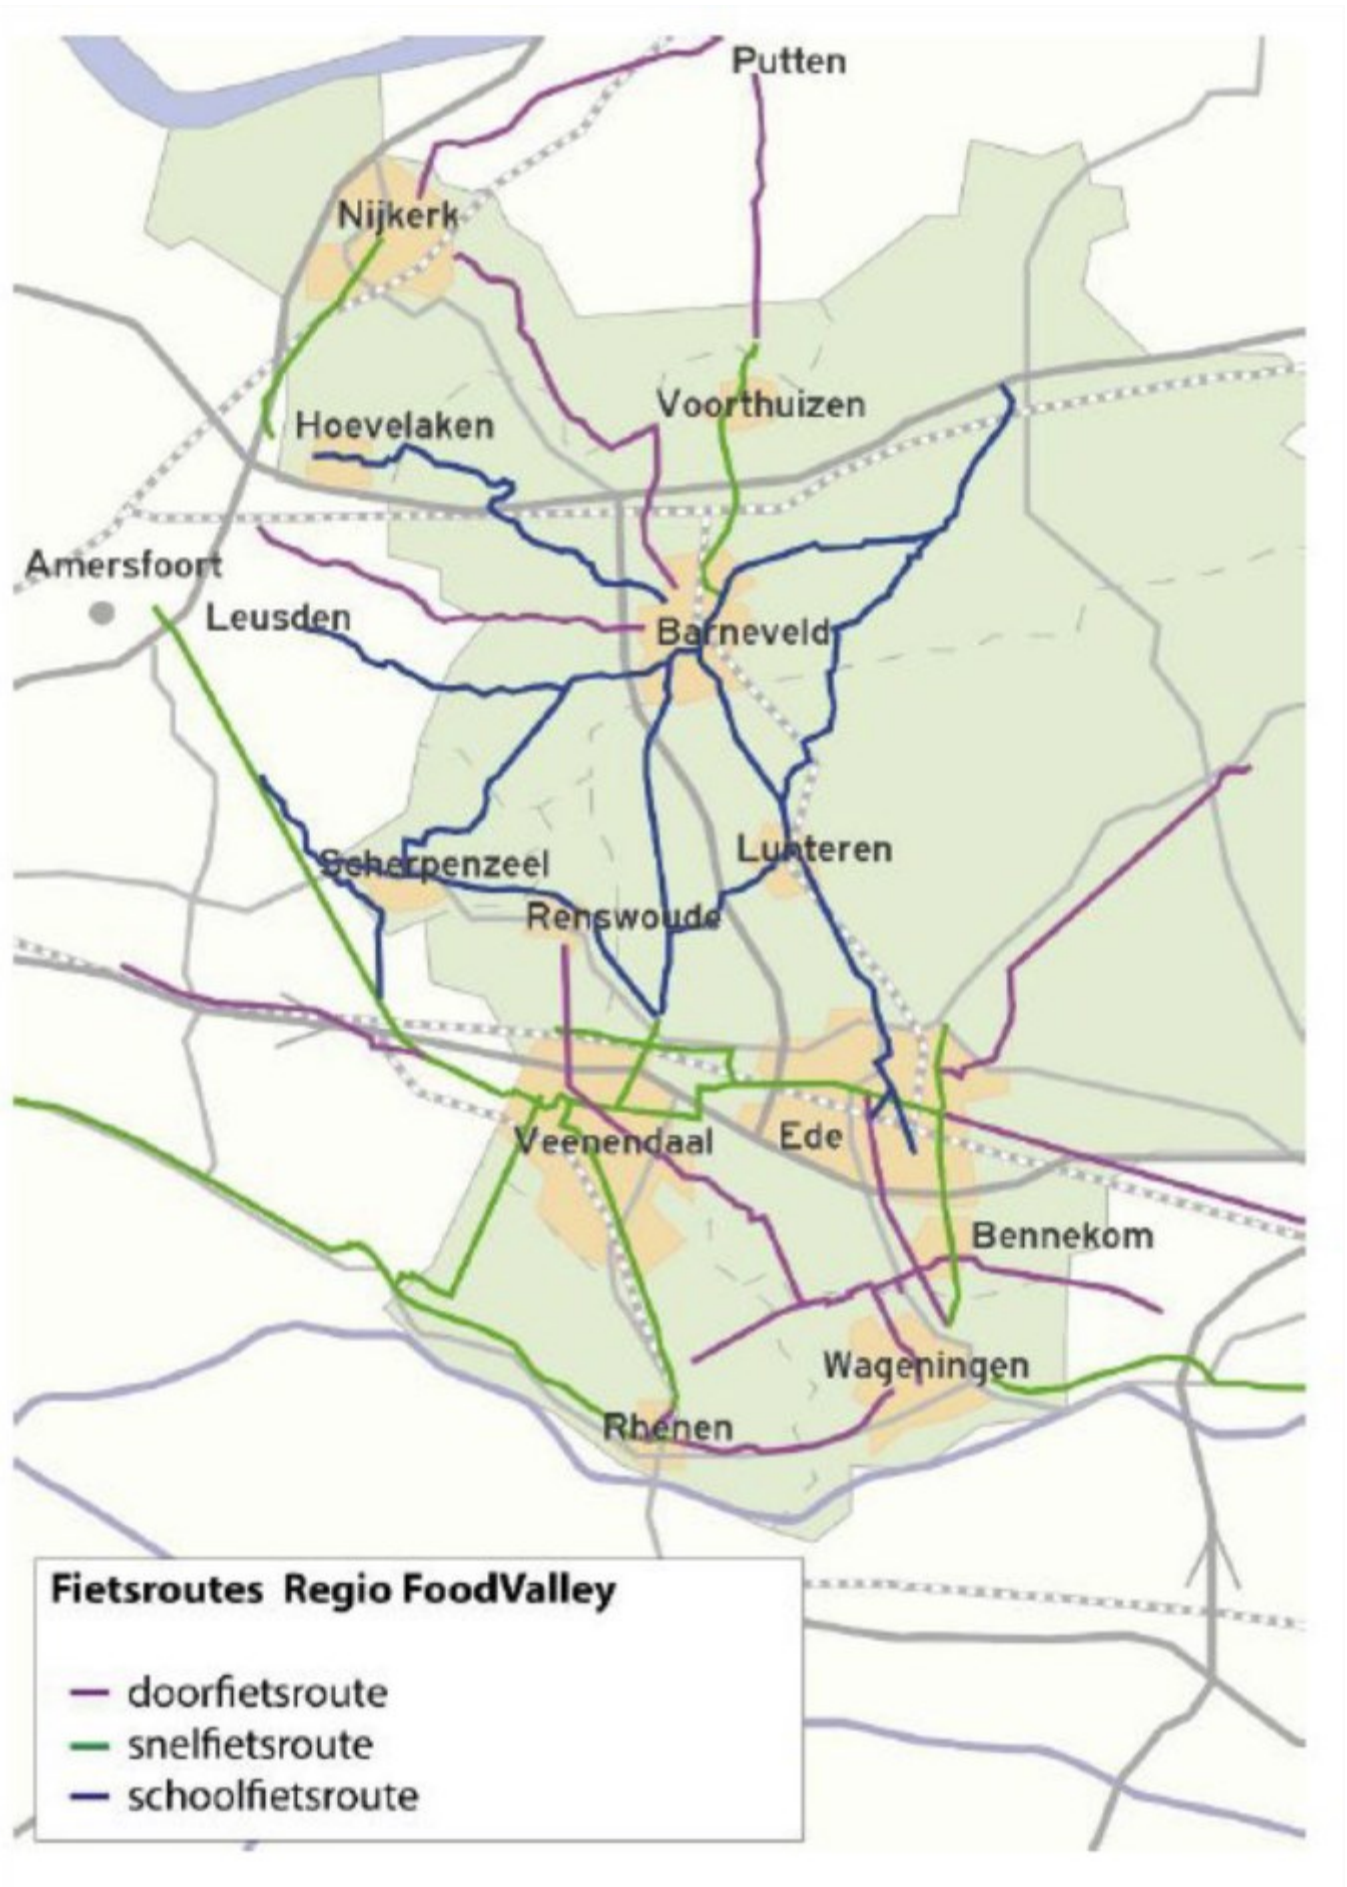 Putten
Nijkerk
Voorthuizen
Hoevelaken
Amersfoort
Leusden
Barneveld
Lunteren
Scherpenzeel
Renswoude
Veenendaal
Ede
Bennekom
Wageningen
Rhenen
Fietsroutes Regio FoodValley
doorfietsroute
snelfietsroute
schoolfietsroute